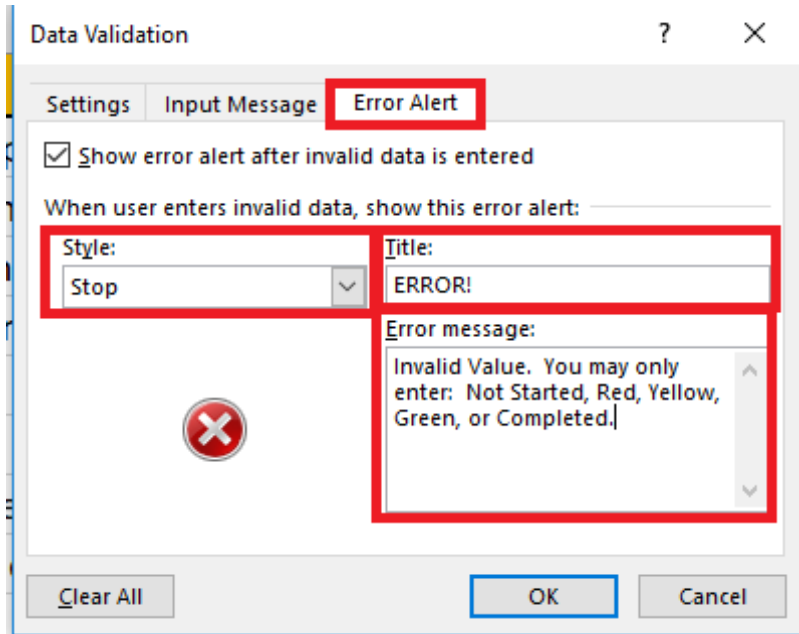 Data Validation ?
Settings Input Message Error Alert
Show error alert after invalid data is entered
When user enters invalid data, show this error alert:
Style: Title:
Stop ERROR!
Error message:
Invalid Value.  You may only
enter:  Not Started, Red, Yellow,
Green, or Completed.
Clear All OK Cancel